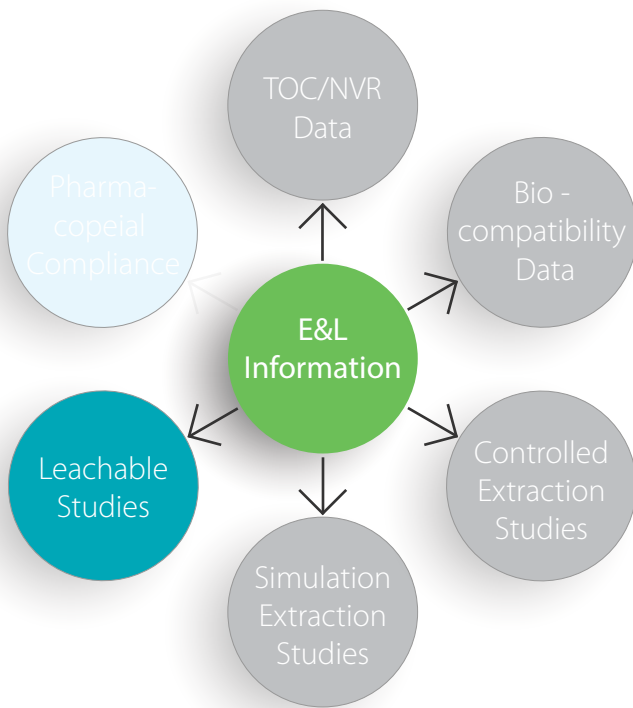 TOC/NVR
Data
Pharma-
copeial
Compliance
Bio -
compatibility
Data
E&L
Information
Leachable
Studies
Controlled
Extraction
Studies
Simulation
Extraction
Studies